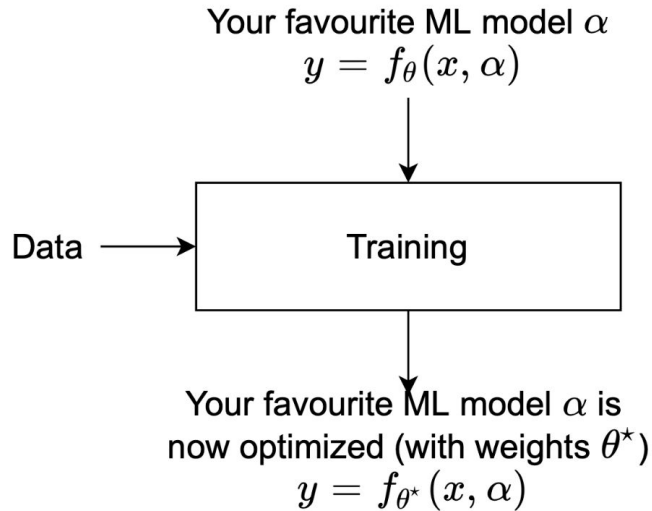 Your favourite ML model α
y = f_θ(x, α)
Data
Training
Your favourite ML model α is
now optimized (with weights θ⋆)
y = f_θ⋆(x, α)